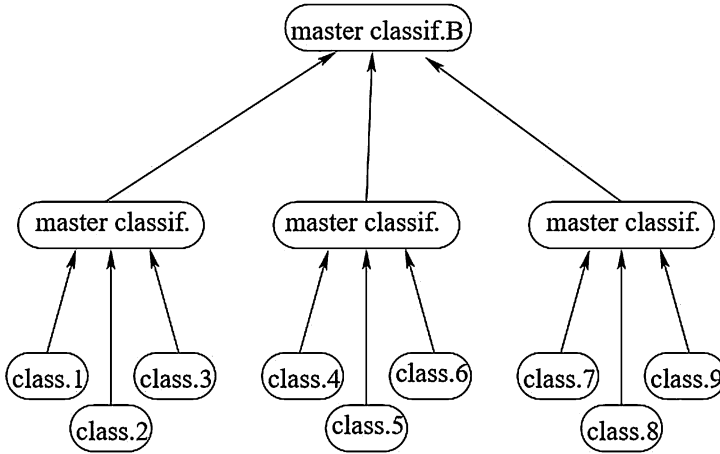 master classif.B
master classif.
master classif.
master classif.
class.1
class.3
class.4
class.6
class.7
class.9
class.2
class.5
class.8